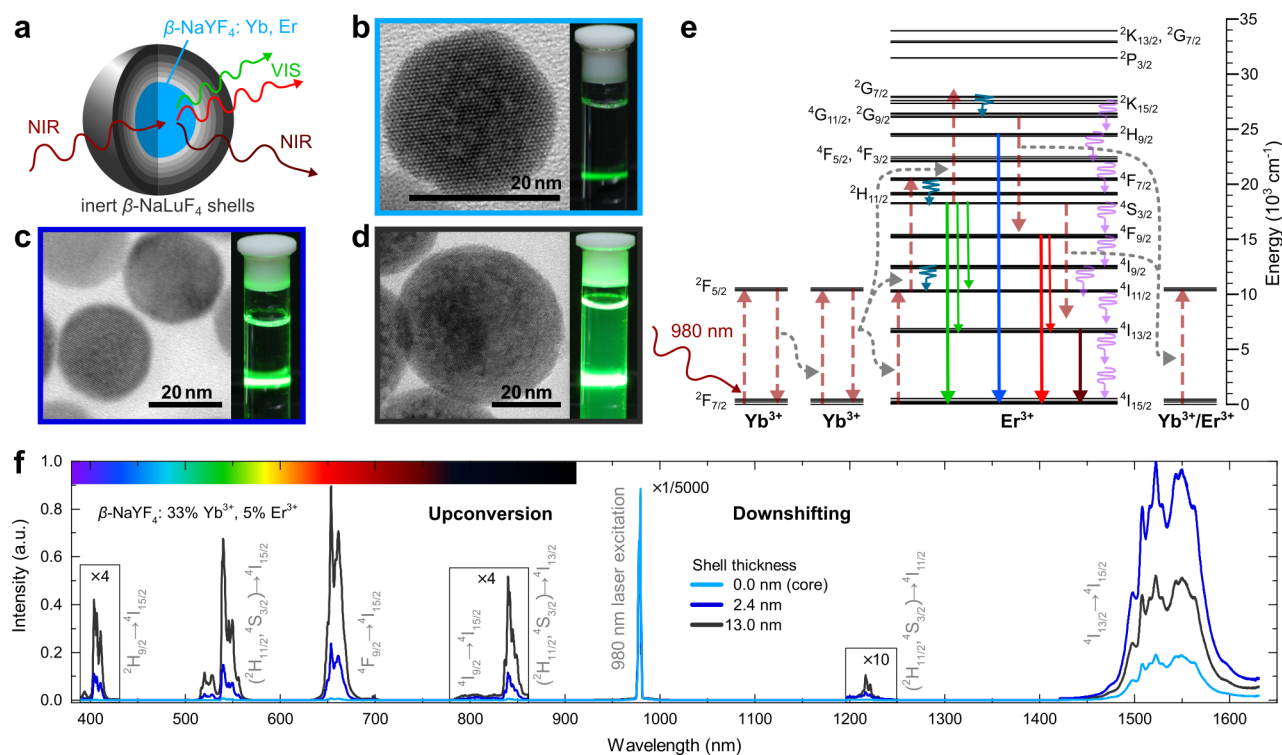 a
β-NaYF₄: Yb, Er
VIS
NIR
NIR
inert β-NaLuF₄ shells
b
20 nm
c
20 nm
d
20 nm
e
²K₁₃/₂, ²G₇/₂
²P₃/₂
²G₇/₂
²K₁₅/₂
⁴G₁₁/₂, ²G₉/₂
²H₉/₂
⁴F₅/₂, ⁴F₃/₂
⁴F₇/₂
²H₁₁/₂
⁴S₃/₂
⁴F₉/₂
⁴I₉/₂
²F₅/₂
⁴I₁₁/₂
980 nm
⁴I₁₃/₂
²F₇/₂
⁴I₁₅/₂
Yb³⁺
Yb³⁺
Er³⁺
Yb³⁺/Er³⁺
35
30
25
20
15
10
5
0
Energy (10³ cm⁻¹)
f
1.0
0.8
0.6
0.4
0.2
0.0
Intensity (a.u.)
β-NaYF₄: 33% Yb³⁺, 5% Er³⁺
Upconversion
Downshifting
×4
²H₉/₂→⁴I₁₅/₂
(²H₁₁/₂, ⁴S₃/₂)→⁴I₁₅/₂
⁴F₉/₂→⁴I₁₅/₂
⁴I₉/₂→⁴I₁₅/₂
×4
(²H₁₁/₂, ⁴S₃/₂)→⁴I₁₃/₂
980 nm laser excitation
×1/5000
Shell thickness
0.0 nm (core)
2.4 nm
13.0 nm
×10
(²H₁₁/₂, ⁴S₃/₂)→⁴I₁₁/₂
⁴I₁₃/₂→⁴I₁₅/₂
400 500 600 700 800 900 1000 1100 1200 1300 1400 1500 1600
Wavelength (nm)